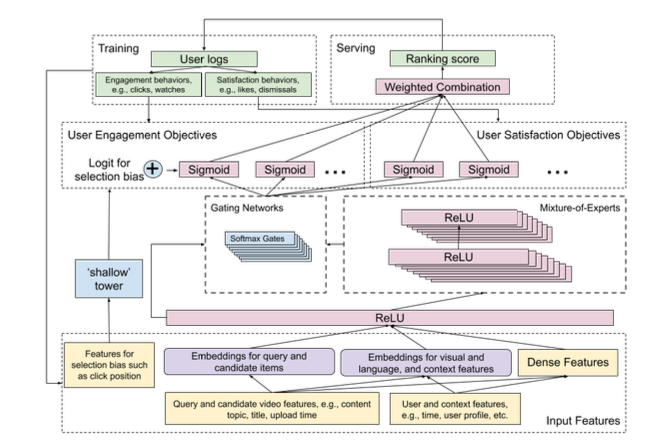 Training
User logs
Engagement behaviors,
e.g., clicks, watches
Satisfaction behaviors,
e.g., likes, dismissals
Serving
Ranking score
Weighted Combination
User Engagement Objectives
User Satisfaction Objectives
Logit for
selection bias
+
Sigmoid
Sigmoid
...
Sigmoid
Sigmoid
...
Gating Networks
Softmax Gates
Mixture-of-Experts
ReLU
ReLU
'shallow'
tower
ReLU
Features for
selection bias such
as click position
Embeddings for query and
candidate items
Embeddings for visual and
language, and context features
Dense Features
Query and candidate video features, e.g., content
topic, title, upload time
User and context features,
e.g., time, user profile, etc.
Input Features